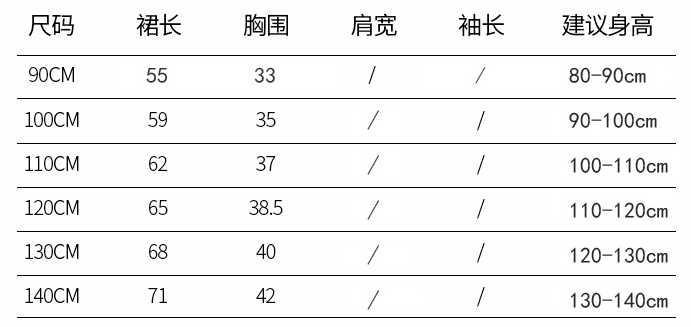 尺码 裙长 胸围 肩宽 袖长 建议身高
90CM 55 33 / / 80-90cm
100CM 59 35 / / 90-100cm
110CM 62 37 / / 100-110cm
120CM 65 38.5 / / 110-120cm
130CM 68 40 / / 120-130cm
140CM 71 42 / / 130-140cm